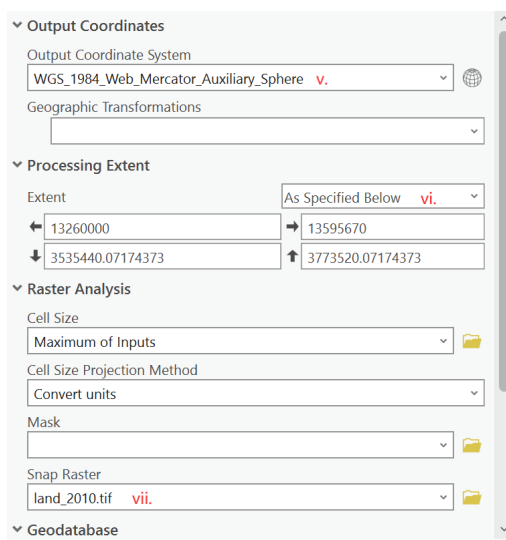 Output Coordinates
Output Coordinate System
WGS_1984_Web_Mercator_Auxiliary_Sphere v.
Geographic Transformations
Processing Extent
Extent As Specified Below vi.
13260000 13595670
3535440.07174373 3773520.07174373
Raster Analysis
Cell Size
Maximum of Inputs
Cell Size Projection Method
Convert units
Mask
Snap Raster
land_2010.tif vii.
Geodatabase